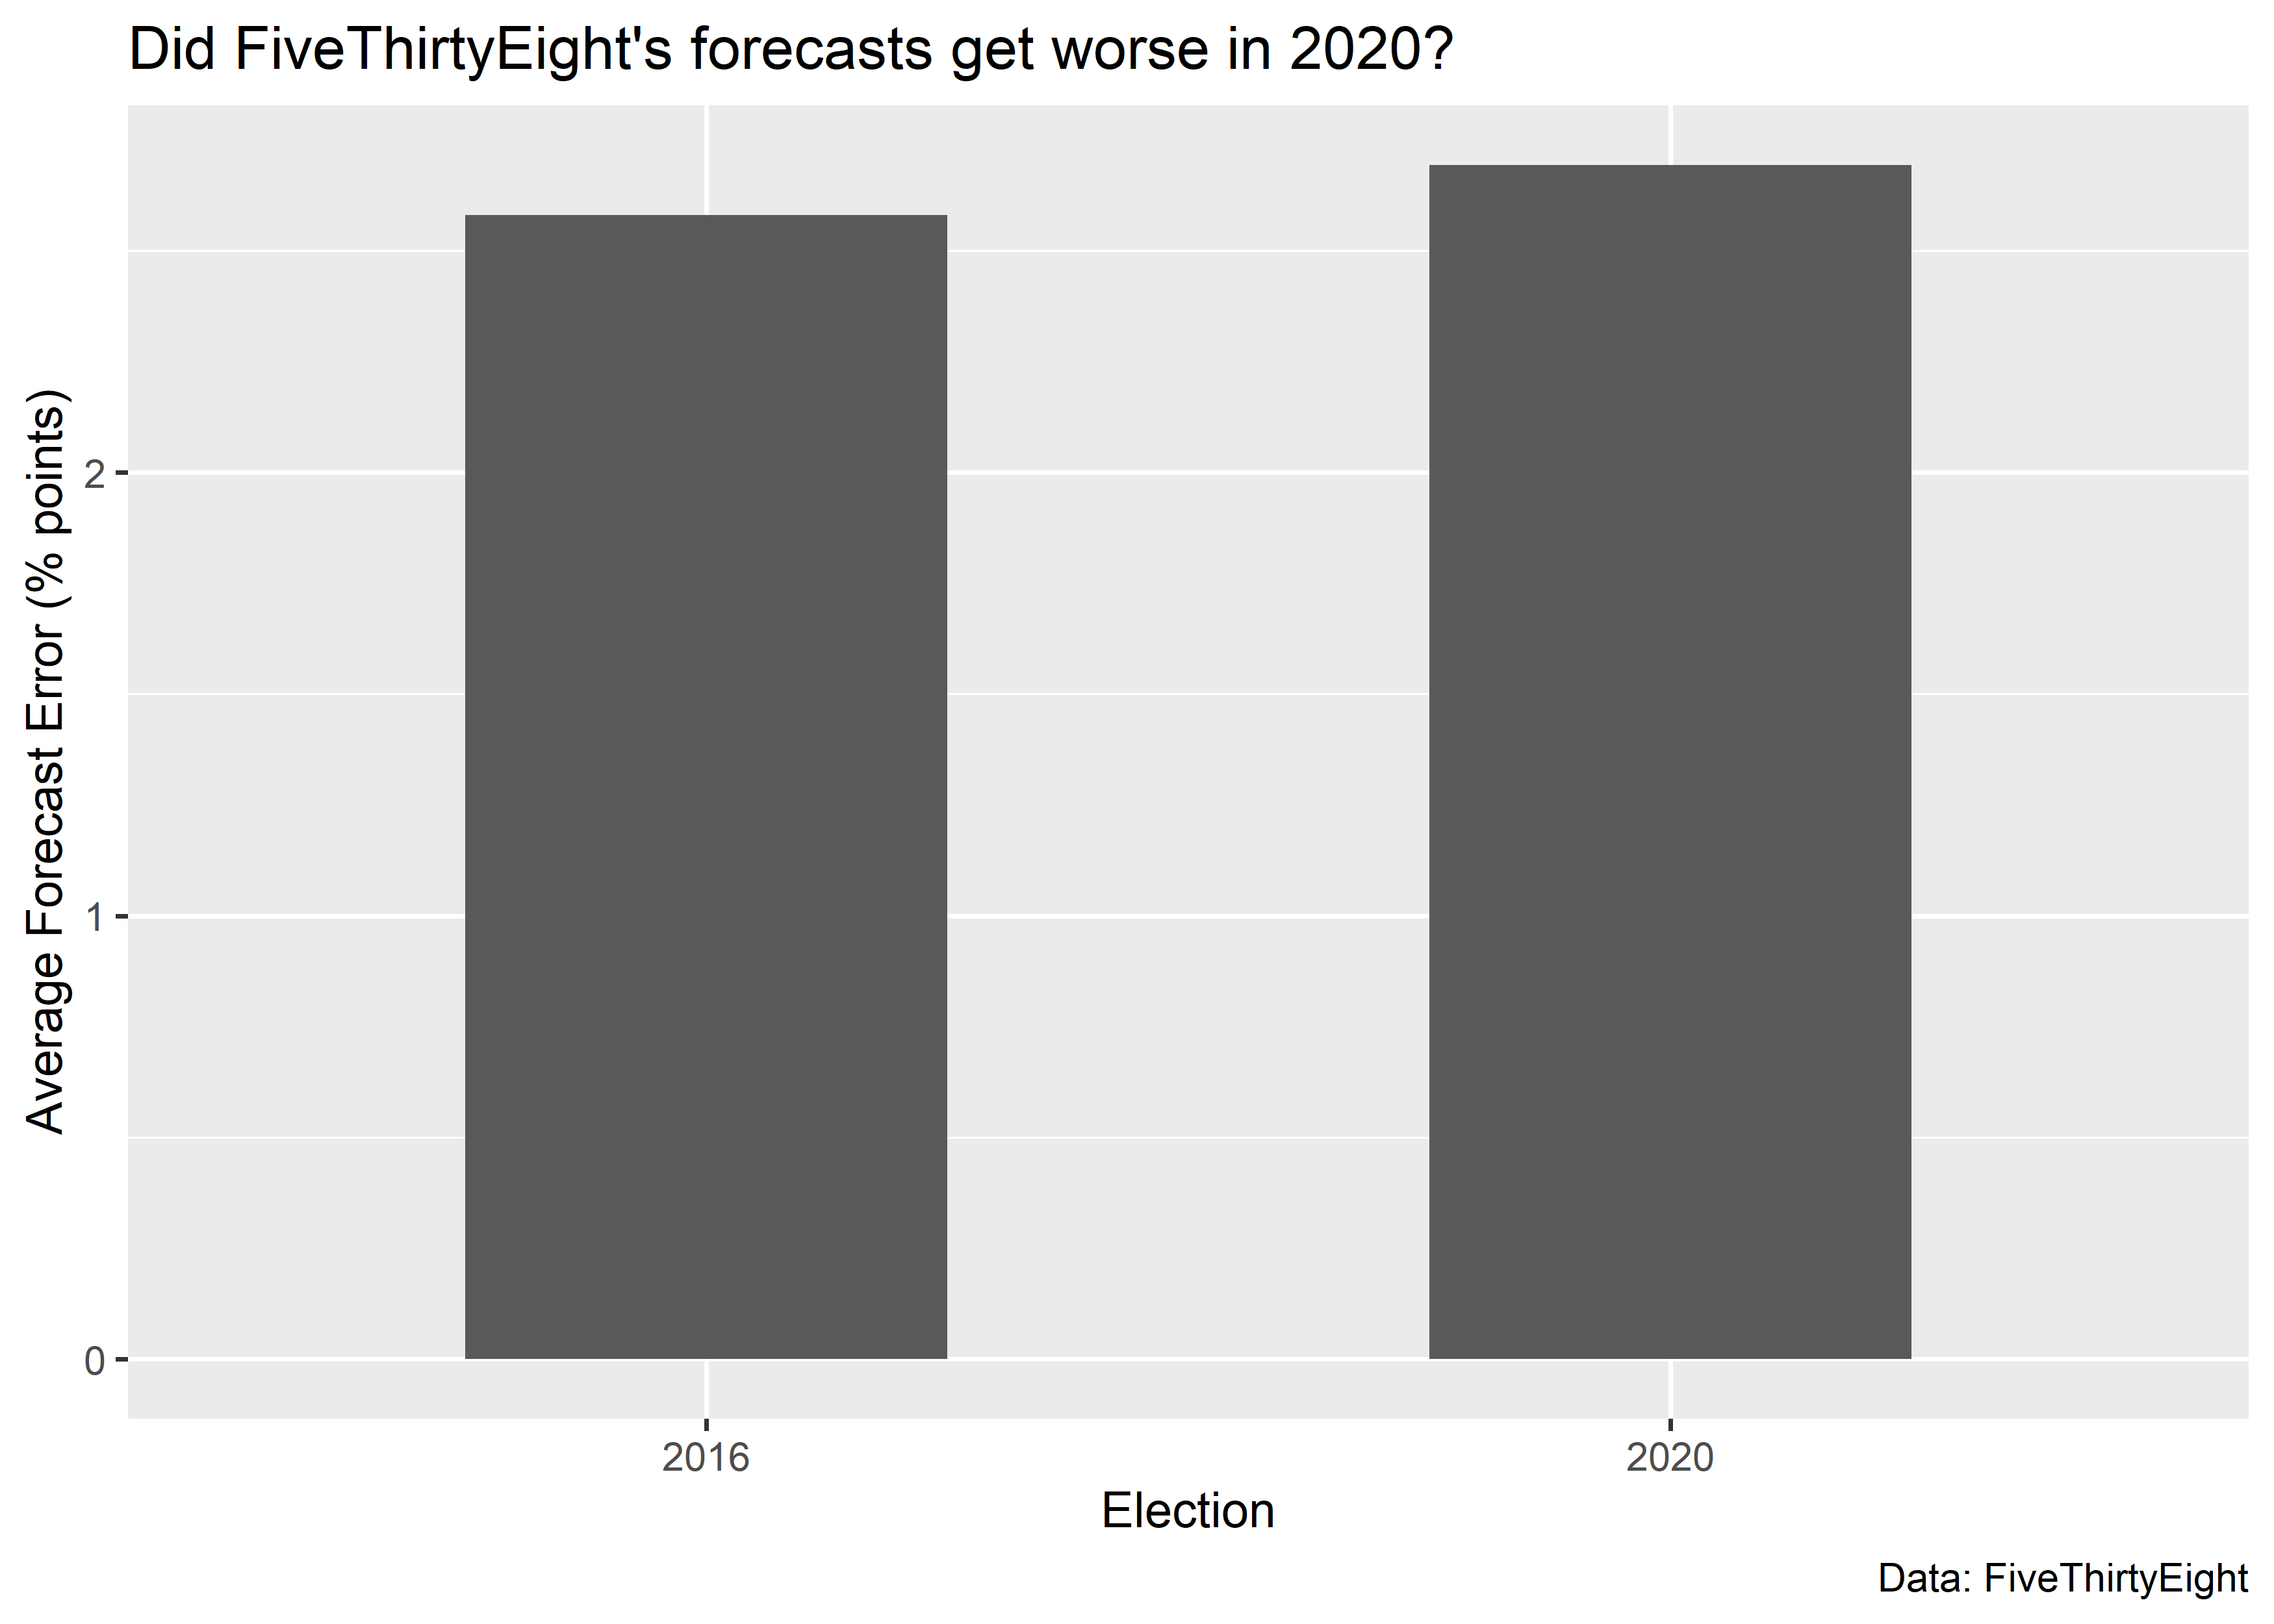 Did FiveThirtyEight's forecasts get worse in 2020?
Average Forecast Error (% points)
2
1
0
2016
2020
Election
Data: FiveThirtyEight